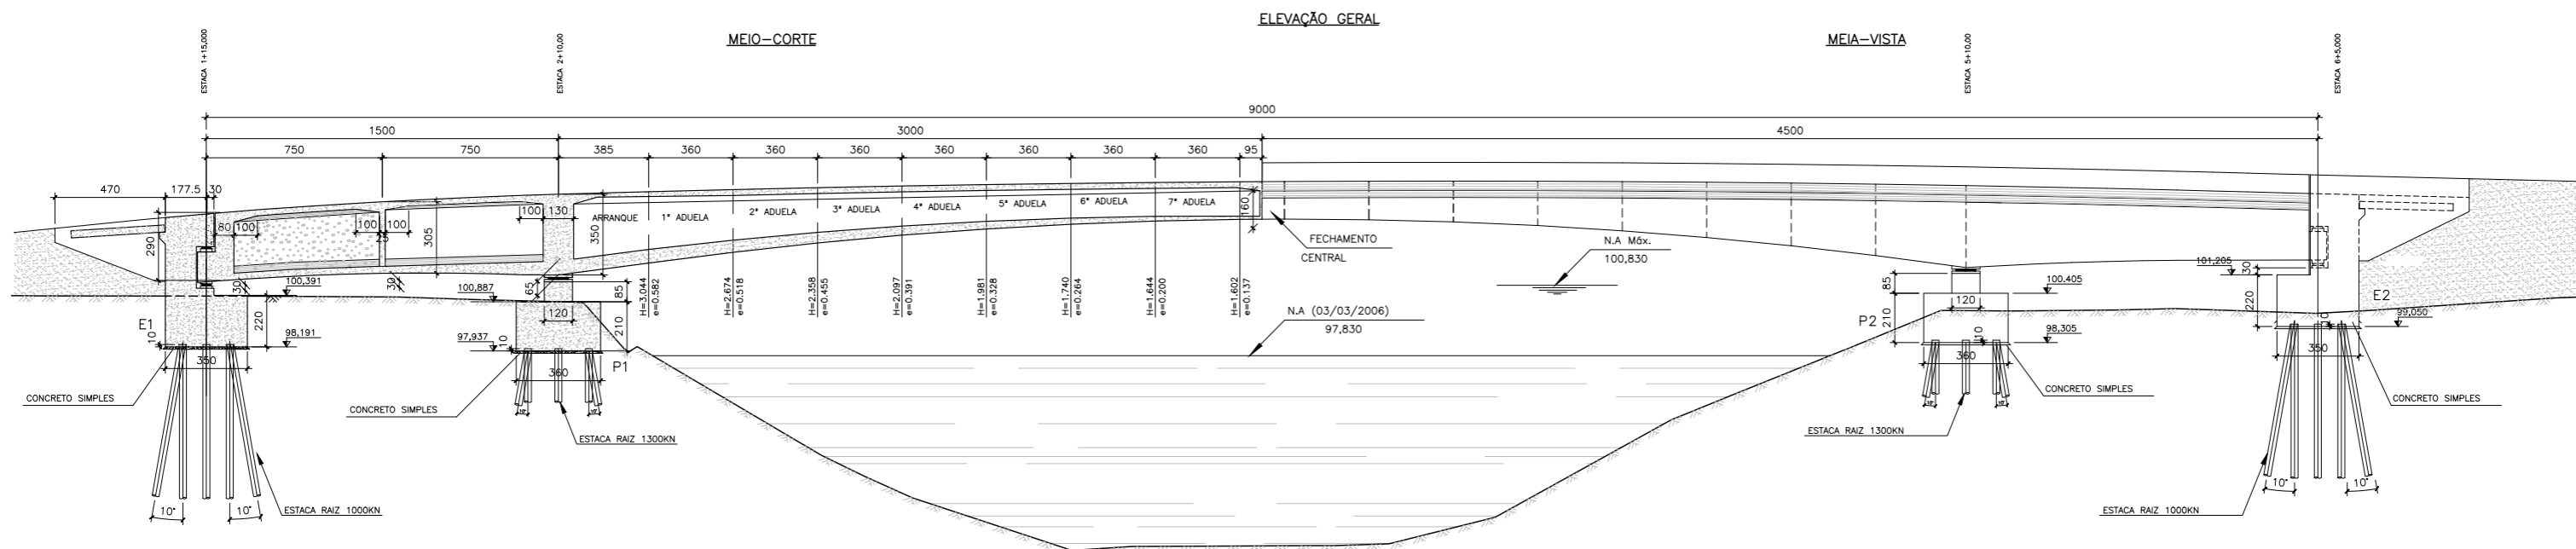 ELEVAÇÃO GERAL
MEIO-CORTE
MEIA-VISTA
ESTACA 1+15,000
ESTACA 2+10,00
ESTACA 5+10,00
ESTACA 6+5,000
9000
1500
3000
4500
750
750
385
360
360
360
360
360
360
360
95
470
177.5
30
290
80
100
100
100
25
305
100
130
350
ARRANQUE
1ª ADUELA
2ª ADUELA
3ª ADUELA
4ª ADUELA
5ª ADUELA
6ª ADUELA
7ª ADUELA
160
FECHAMENTO
CENTRAL
N.A Máx.
100,830
N.A (03/03/2006)
97,830
H=3.044
e=0.582
H=2.674
e=0.518
H=2.358
e=0.455
H=2.097
e=0.391
H=1.981
e=0.328
H=1.740
e=0.264
H=1.644
e=0.200
H=1.602
e=0.137
30
100,391
30
100,887
65
85
E1
10
220
98,191
350
120
210
97,937
10
P1
360
CONCRETO SIMPLES
CONCRETO SIMPLES
ESTACA RAIZ 1300KN
10°
10°
ESTACA RAIZ 1000KN
85
120
100.405
P2
210
10
98,305
360
CONCRETO SIMPLES
ESTACA RAIZ 1300KN
101,205
30
220
E2
99,050
350
CONCRETO SIMPLES
10°
10°
ESTACA RAIZ 1000KN